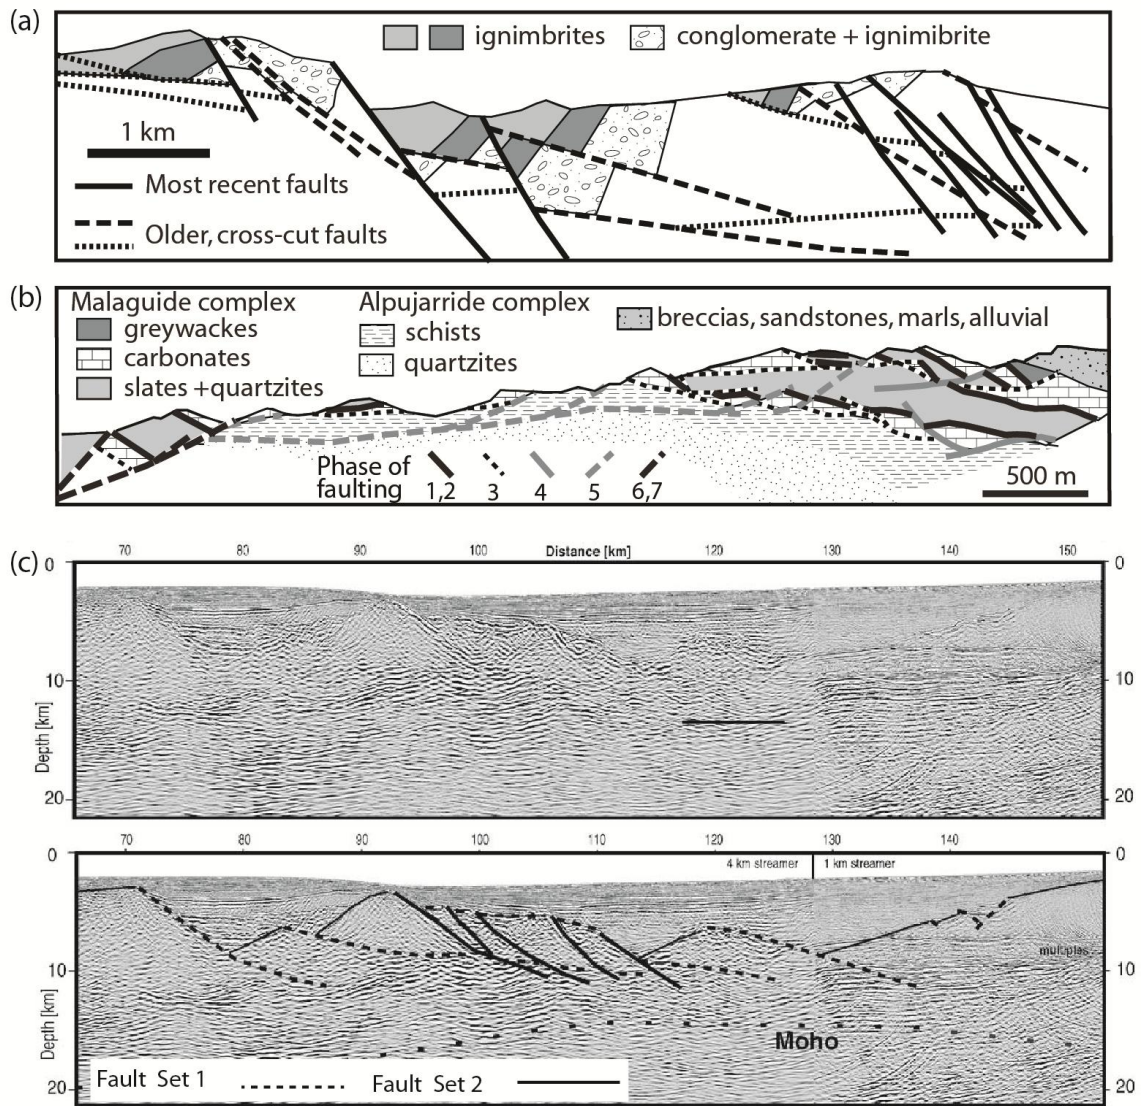 (a)
ignimbrites
conglomerate + ignimibrite
1 km
Most recent faults
Older, cross-cut faults
(b)
Malaguide complex
greywackes
carbonates
slates +quartzites
Alpujarride complex
schists
quartzites
breccias, sandstones, marls, alluvial
Phase of
faulting
1,2 3 4 5 6,7
500 m
(c)
70 80 90 100 Distance [km] 120 130 140 150
0 0
10 10
20 20
Depth [km]
70 80 90 100 110 120 130 140
0 0
4 km streamer 1 km streamer
multiples
10 10
Depth [km]
Moho
Fault Set 1 Fault Set 2
20 20